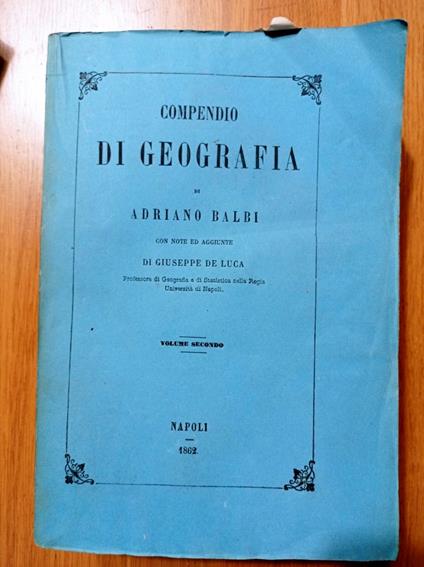 COMPENDIO
DI GEOGRAFIA
DI
ADRIANO BALBI
CON NOTE ED AGGIUNTE
DI GIUSEPPE DE LUCA
Professore di Geografia e di Statistica nella Regia
Università di Napoli.
VOLUME SECONDO
NAPOLI
1862